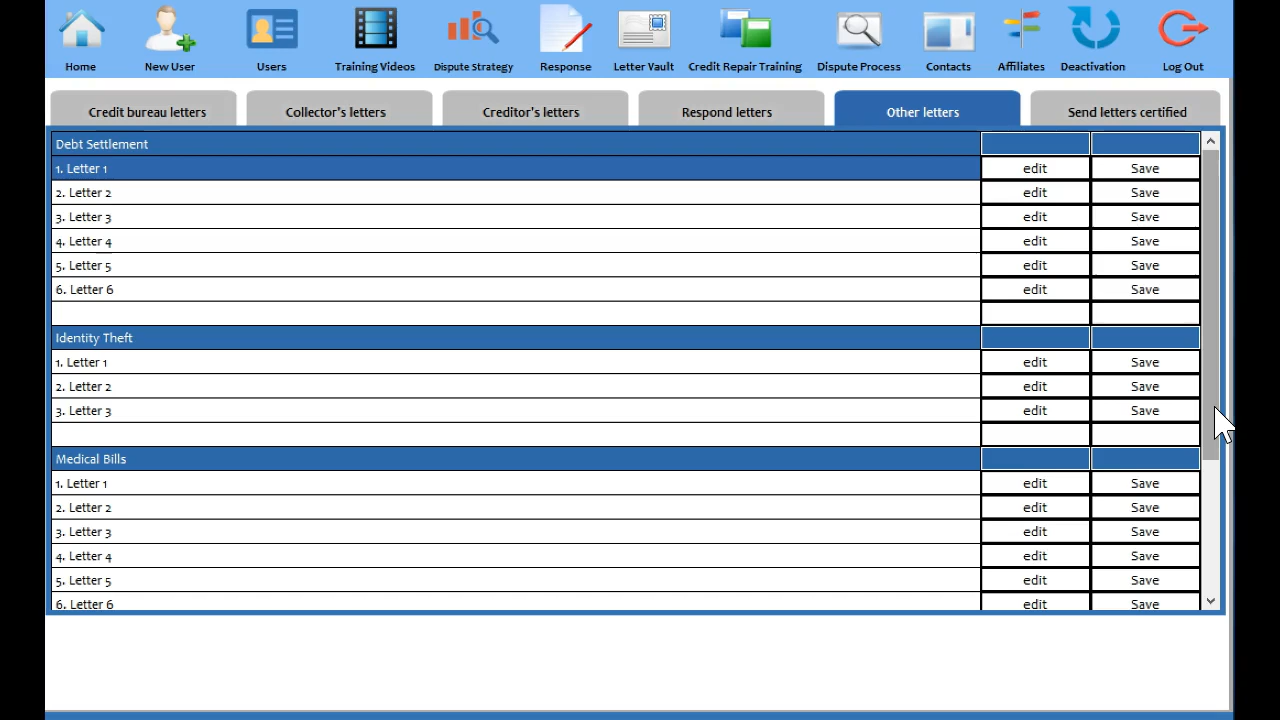 Home New User Users Training Videos Dispute Strategy Response Letter Vault Credit Repair Training Dispute Process Contacts Affiliates Deactivation Log Out
Credit bureau letters Collector's letters Creditor's letters Respond letters Other letters Send letters certified
Debt Settlement
1. Letter 1 edit Save
2. Letter 2 edit Save
3. Letter 3 edit Save
4. Letter 4 edit Save
5. Letter 5 edit Save
6. Letter 6 edit Save
Identity Theft
1. Letter 1 edit Save
2. Letter 2 edit Save
3. Letter 3 edit Save
Medical Bills
1. Letter 1 edit Save
2. Letter 2 edit Save
3. Letter 3 edit Save
4. Letter 4 edit Save
5. Letter 5 edit Save
6. Letter 6 edit Save